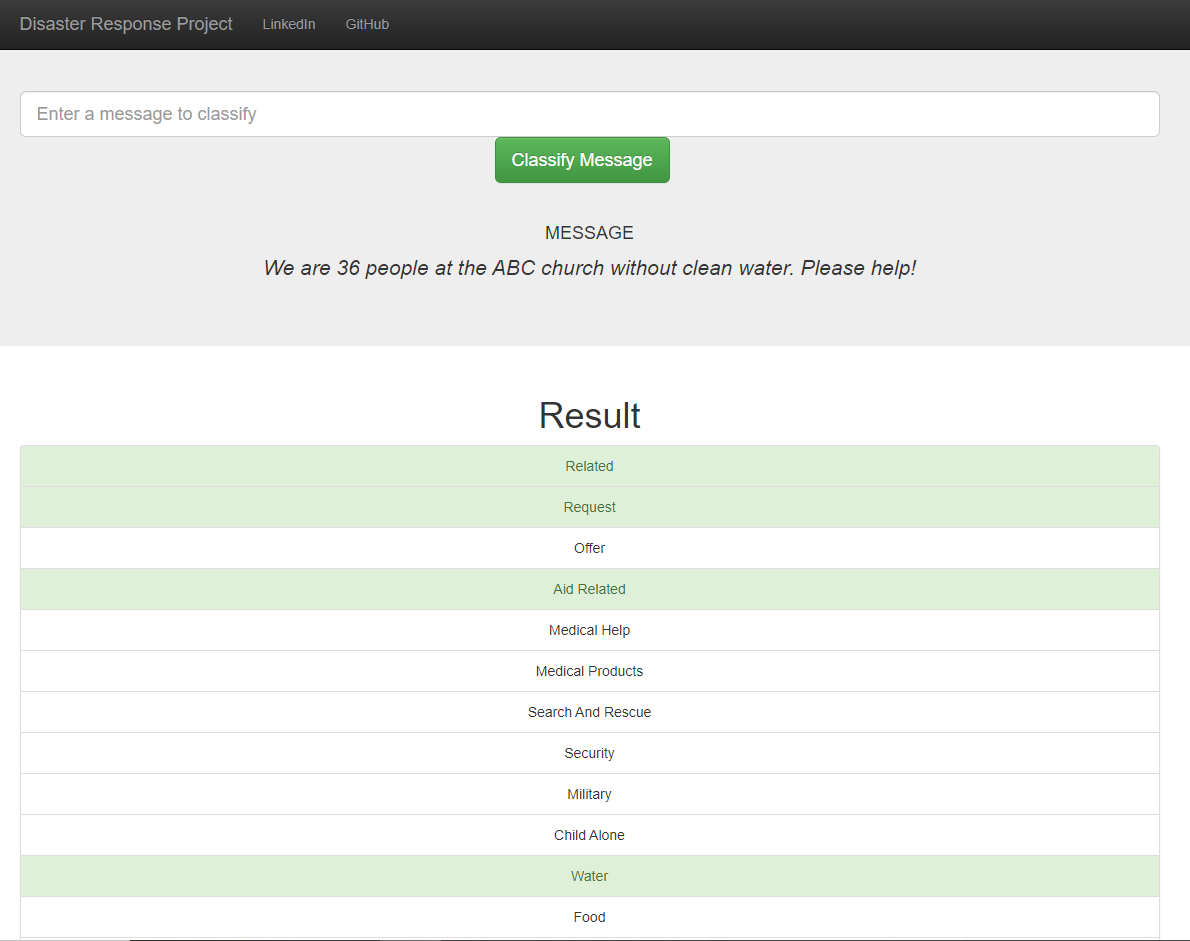 Disaster Response Project LinkedIn GitHub
Enter a message to classify
Classify Message
MESSAGE
We are 36 people at the ABC church without clean water. Please help!
Result
Related
Request
Offer
Aid Related
Medical Help
Medical Products
Search And Rescue
Security
Military
Child Alone
Water
Food